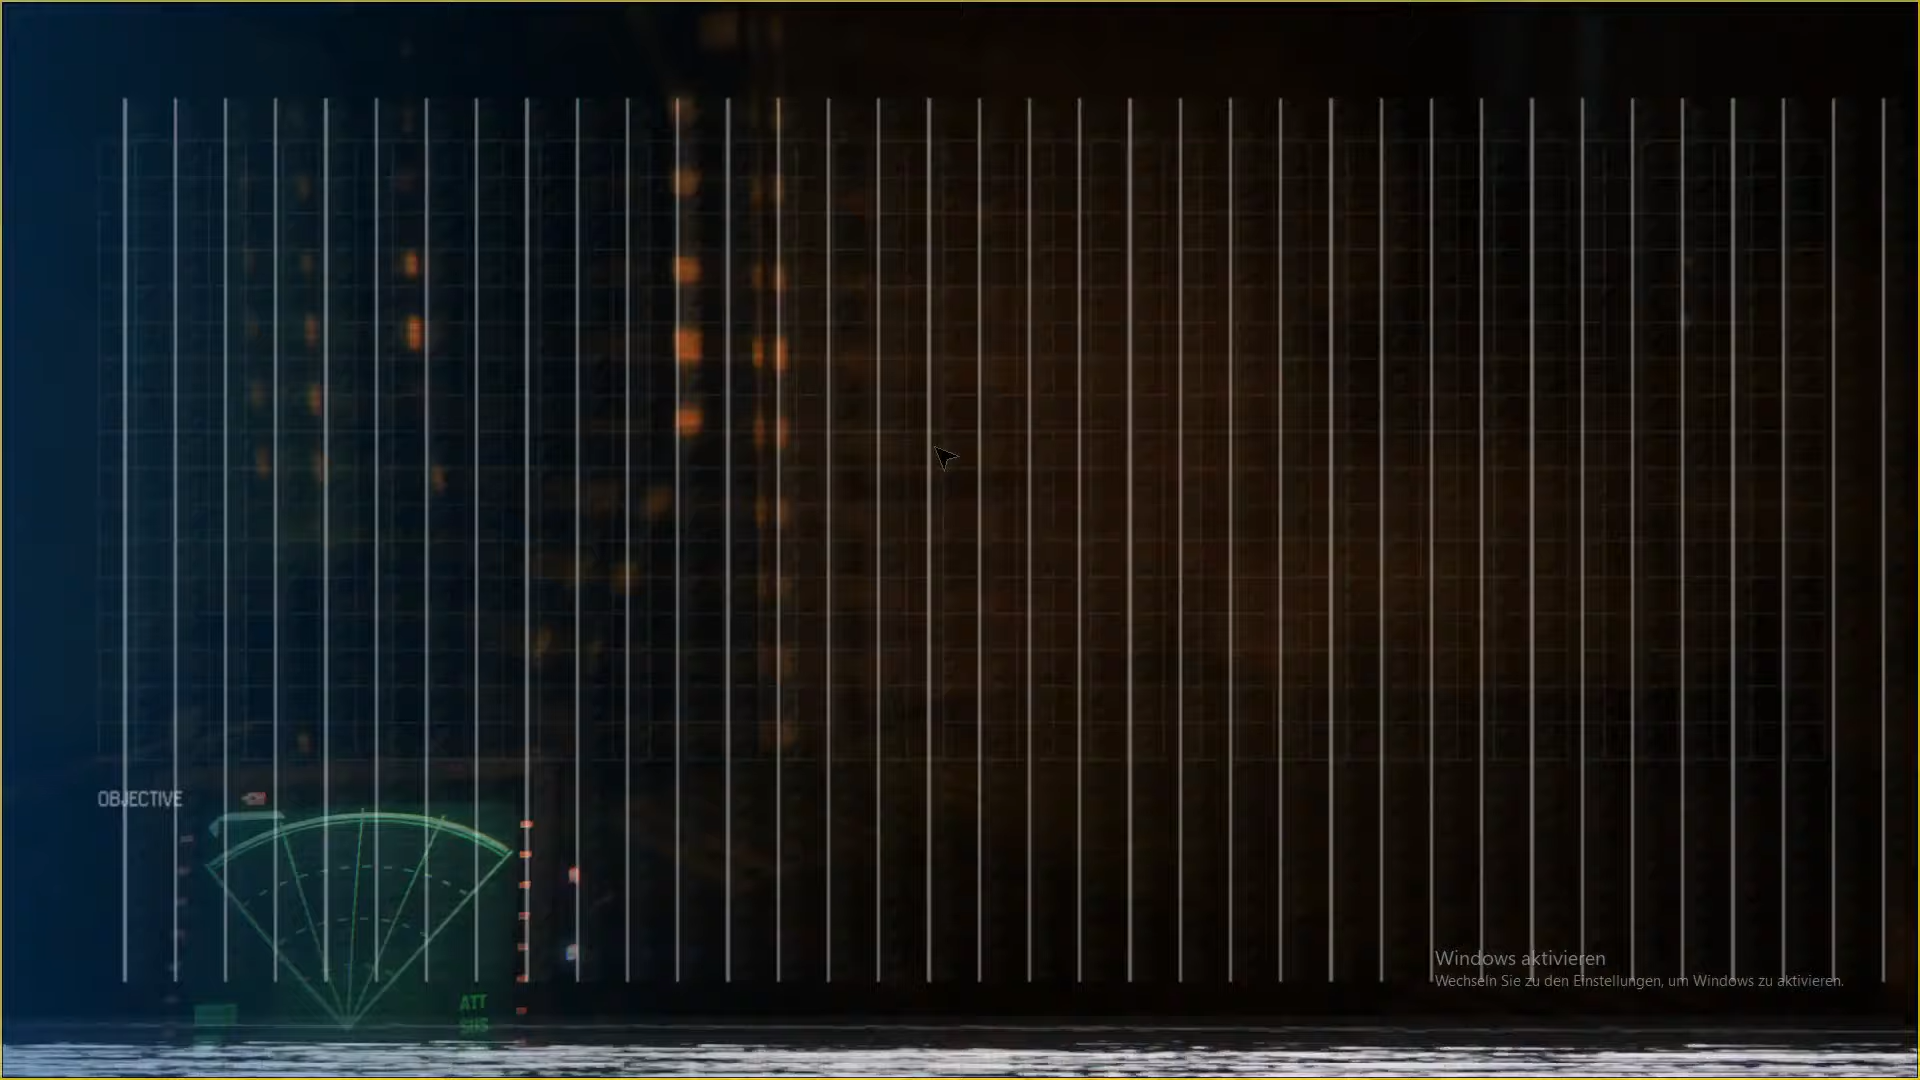 OBJECTIVE
ATT
Windows aktivieren
Wechseln Sie zu den Einstellungen, um Windows zu aktivieren.